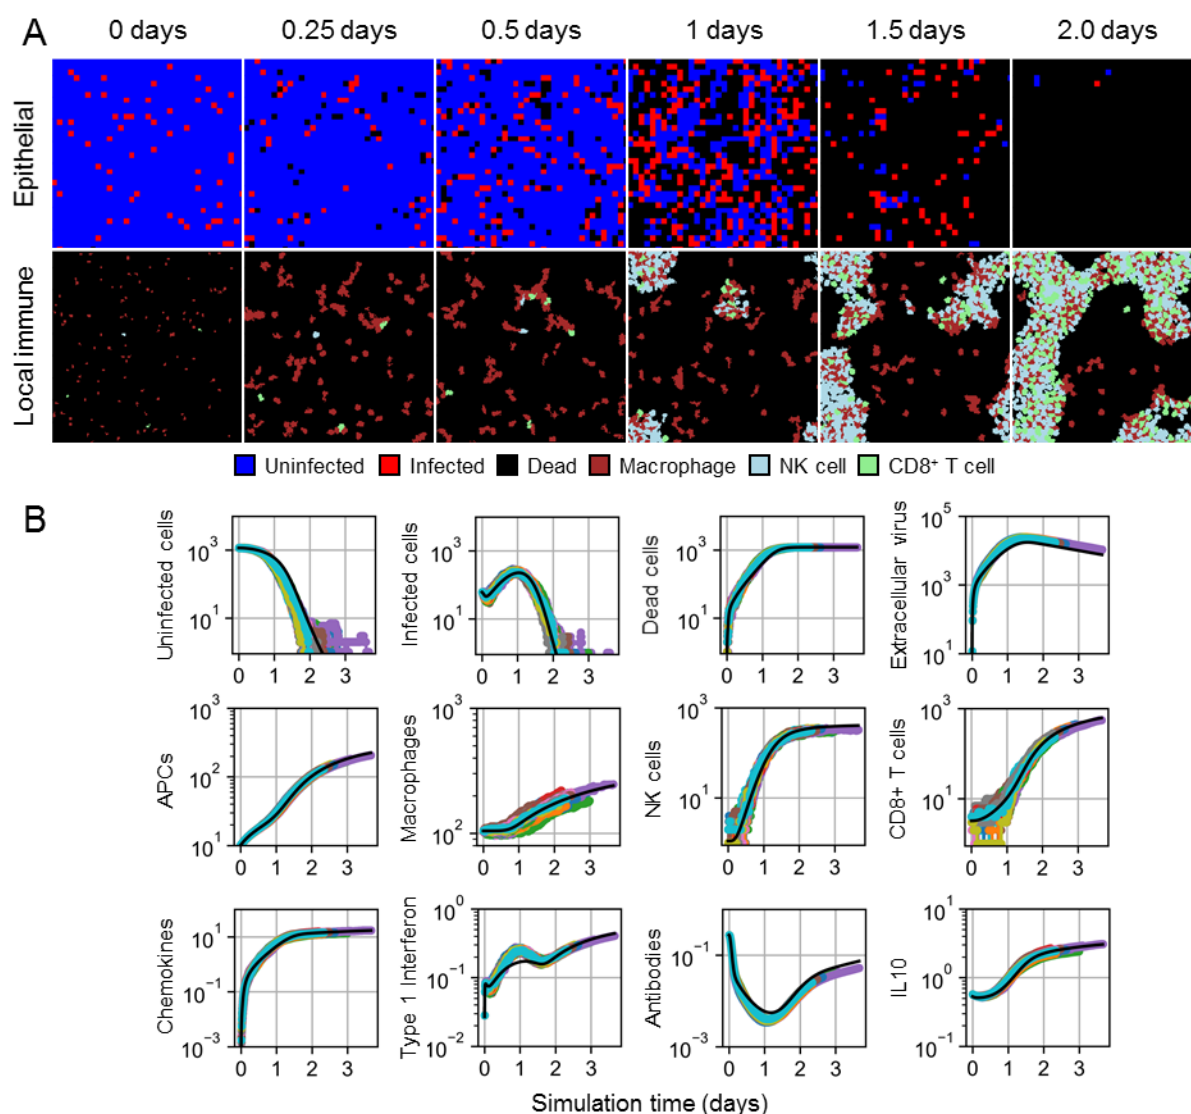 A
0 days 0.25 days 0.5 days 1 day 1.5 days 2.0 days
Epithelial
Local immune
Uninfected Infected Dead Macrophage NK cell CD8⁺ T cell
B
Uninfected cells
10³
10¹
0 1 2 3
Infected cells
10³
10¹
0 1 2 3
Dead cells
10³
10¹
0 1 2 3
Extracellular virus
10⁵
10³
10¹
0 1 2 3
APCs
10³
10²
10¹
0 1 2 3
Macrophages
10³
10²
0 1 2 3
NK cells
10³
10¹
0 1 2 3
CD8+ T cells
10³
10¹
0 1 2 3
Chemokines
10¹
10⁻¹
10⁻³
0 1 2 3
Type 1 Interferon
10⁰
10⁻¹
10⁻²
0 1 2 3
Antibodies
10⁻¹
10⁻³
0 1 2 3
IL10
10¹
10⁰
10⁻¹
0 1 2 3
Simulation time (days)